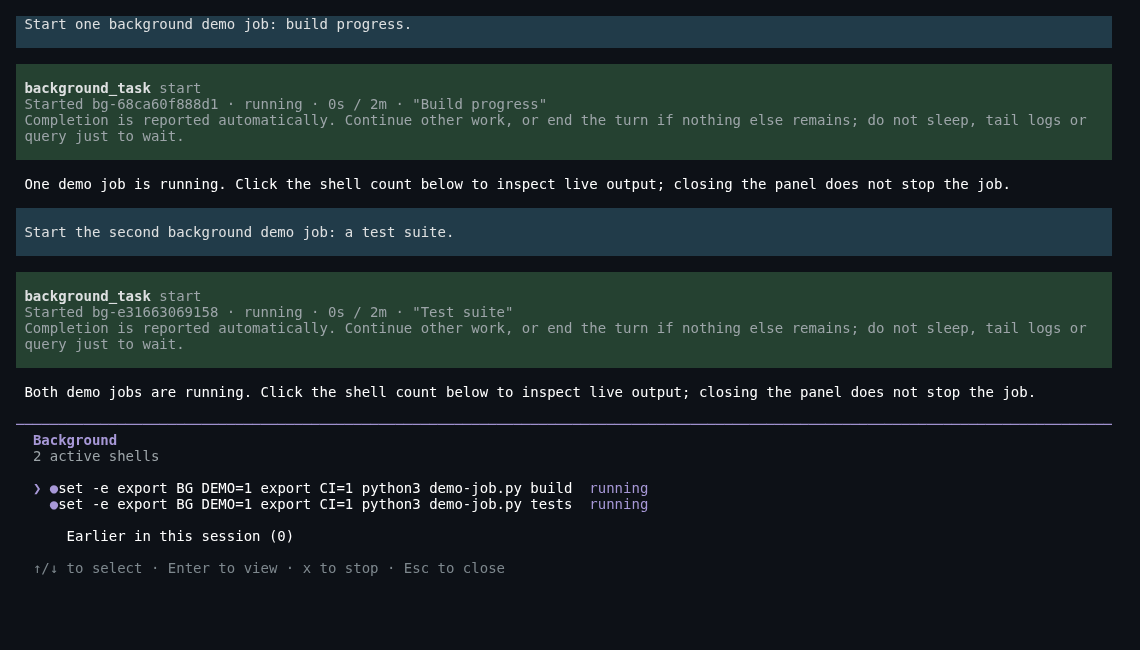 Start one background demo job: build progress.
background_task start
Started bg-68ca60f888d1 · running · 0s / 2m · "Build progress"
Completion is reported automatically. Continue other work, or end the turn if nothing else remains; do not sleep, tail logs or
query just to wait.
One demo job is running. Click the shell count below to inspect live output; closing the panel does not stop the job.
Start the second background demo job: a test suite.
background_task start
Started bg-e31663069158 · running · 0s / 2m · "Test suite"
Completion is reported automatically. Continue other work, or end the turn if nothing else remains; do not sleep, tail logs or
query just to wait.
Both demo jobs are running. Click the shell count below to inspect live output; closing the panel does not stop the job.
Background
2 active shells
❯ ●set -e export BG DEMO=1 export CI=1 python3 demo-job.py build running
●set -e export BG DEMO=1 export CI=1 python3 demo-job.py tests running
Earlier in this session (0)
↑/↓ to select · Enter to view · x to stop · Esc to close